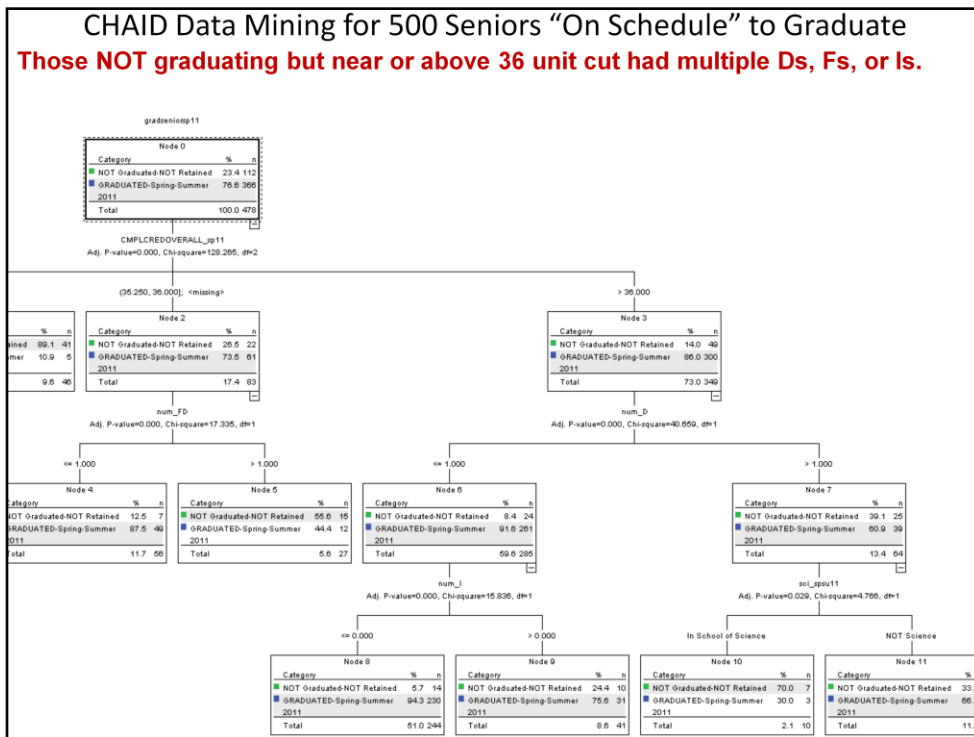 CHAID Data Mining for 500 Seniors “On Schedule” to Graduate
Those NOT graduating but near or above 36 unit cut had multiple Ds, Fs, or Is.
gradseniorsp11
Node 0
Category % n
NOT Graduated-NOT Retained 23.4 112
GRADUATED-Spring-Summer 76.6 366
2011
Total 100.0 478
CMPLCREDOVERALL_sp11
Adj. P-value=0.000, Chi-square=128.265, df=2
(35.250, 36.000]; <missing>
> 36.000
% n
ained 89.1 41
mer 10.9 5
9.6 46
Node 2
Category % n
NOT Graduated-NOT Retained 26.5 22
GRADUATED-Spring-Summer 73.5 61
2011
Total 17.4 83
Node 3
Category % n
NOT Graduated-NOT Retained 14.0 49
GRADUATED-Spring-Summer 86.0 300
2011
Total 73.0 349
num_FD
Adj. P-value=0.000, Chi-square=17.335, df=1
num_D
Adj. P-value=0.000, Chi-square=40.659, df=1
<= 1.000
> 1.000
<= 1.000
> 1.000
Node 4
Category % n
NOT Graduated-NOT Retained 12.5 7
GRADUATED-Spring-Summer 87.5 49
2011
Total 11.7 56
Node 5
Category % n
NOT Graduated-NOT Retained 55.6 15
GRADUATED-Spring-Summer 44.4 12
2011
Total 5.6 27
Node 6
Category % n
NOT Graduated-NOT Retained 8.4 24
GRADUATED-Spring-Summer 91.6 261
2011
Total 59.6 285
Node 7
Category % n
NOT Graduated-NOT Retained 39.1 25
GRADUATED-Spring-Summer 60.9 39
2011
Total 13.4 64
num_I
Adj. P-value=0.000, Chi-square=15.836, df=1
sci_spsu11
Adj. P-value=0.029, Chi-square=4.766, df=1
<= 0.000
> 0.000
In School of Science
NOT Science
Node 8
Category % n
NOT Graduated-NOT Retained 5.7 14
GRADUATED-Spring-Summer 94.3 230
2011
Total 51.0 244
Node 9
Category % n
NOT Graduated-NOT Retained 24.4 10
GRADUATED-Spring-Summer 75.6 31
2011
Total 8.6 41
Node 10
Category % n
NOT Graduated-NOT Retained 70.0 7
GRADUATED-Spring-Summer 30.0 3
2011
Total 2.1 10
Node 11
Category %
NOT Graduated-NOT Retained 33.
GRADUATED-Spring-Summer 66.
2011
Total 11.